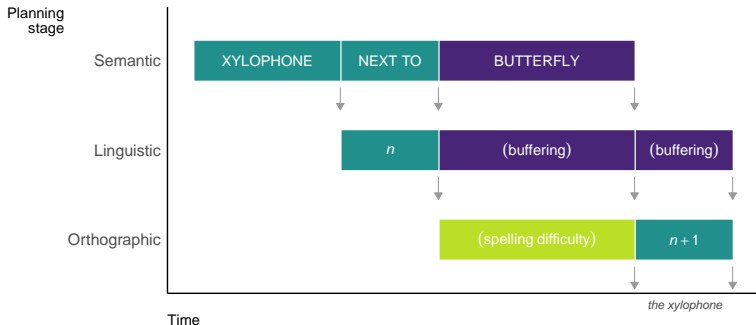 Planning
stage
Semantic
XYLOPHONE
NEXT TO
BUTTERFLY
Linguistic
n
(buffering)
(buffering)
Orthographic
(spelling difficulty)
n + 1
the xylophone
Time